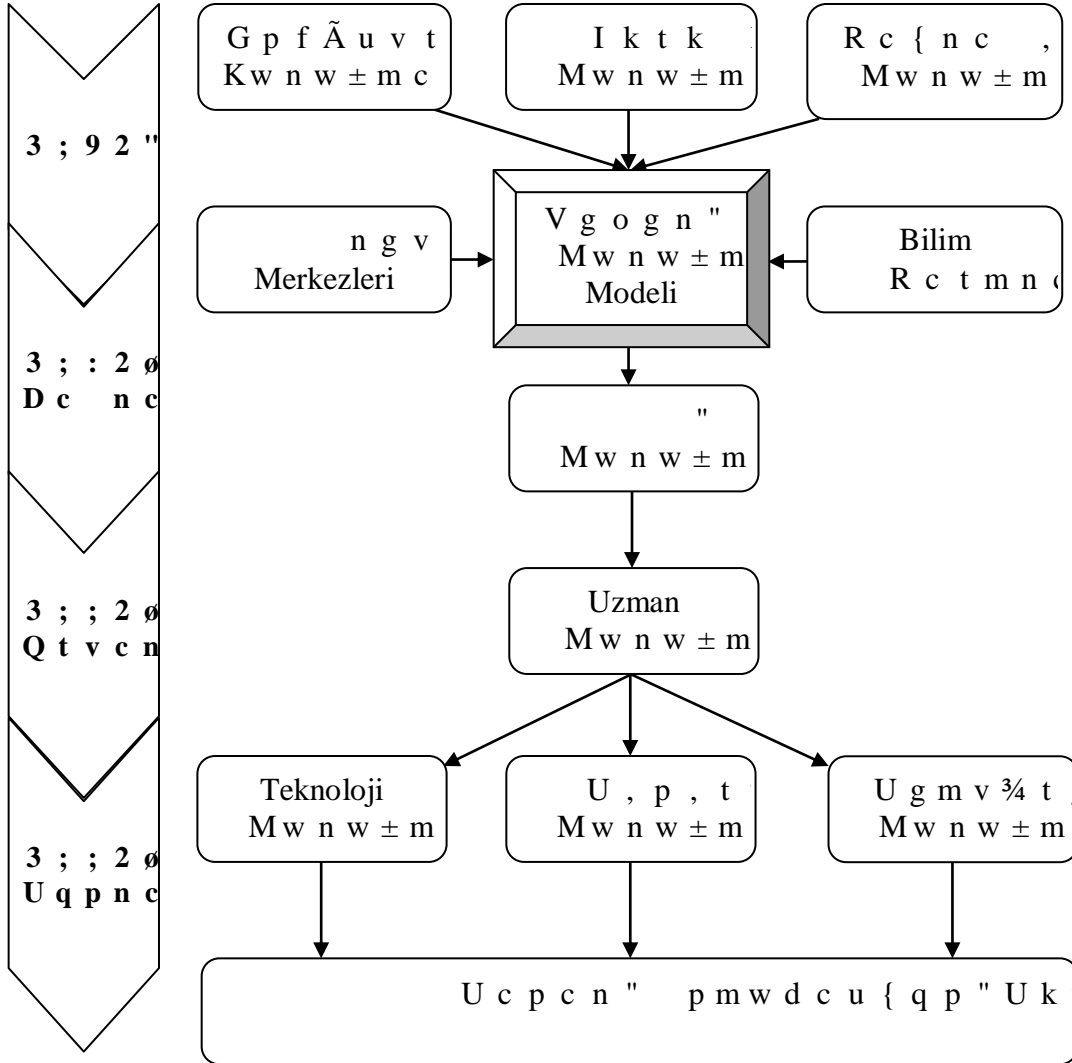 G p f Ã u v t
K w n w ± m c
I k t k
M w n w ± m
R c { n c ,
M w n w ± m
3 ; 9 2 "
n g v
Merkezleri
V g o g n "
M w n w ± m
Modeli
Bilim
R c t m n c
3 ; : 2 ø
D c n c
"
M w n w ± m
3 ; ; 2 ø
Q t v c n
Uzman
M w n w ± m
Teknoloji
M w n w ± m
U , p , t
M w n w ± m
U g m v ¾ t
M w n w ± m
3 ; ; 2 ø
U q p n c
U c p c n " p m w d c u { q p " U k